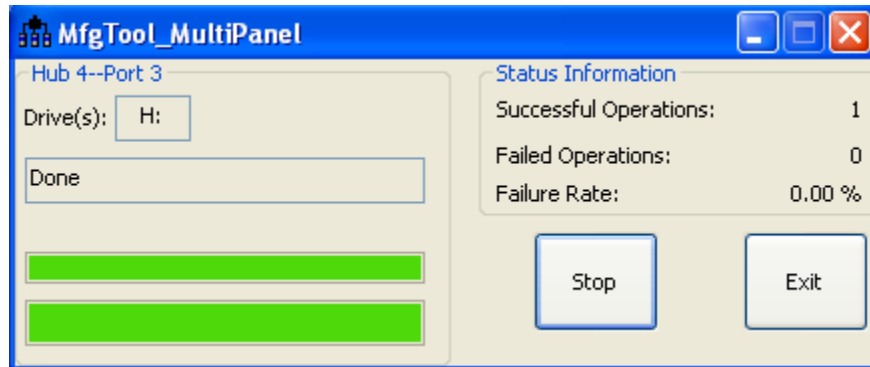 MfgTool_MultiPanel
Hub 4--Port 3
Drive(s): H:
Done
Status Information
Successful Operations: 1
Failed Operations: 0
Failure Rate: 0.00 %
Stop
Exit